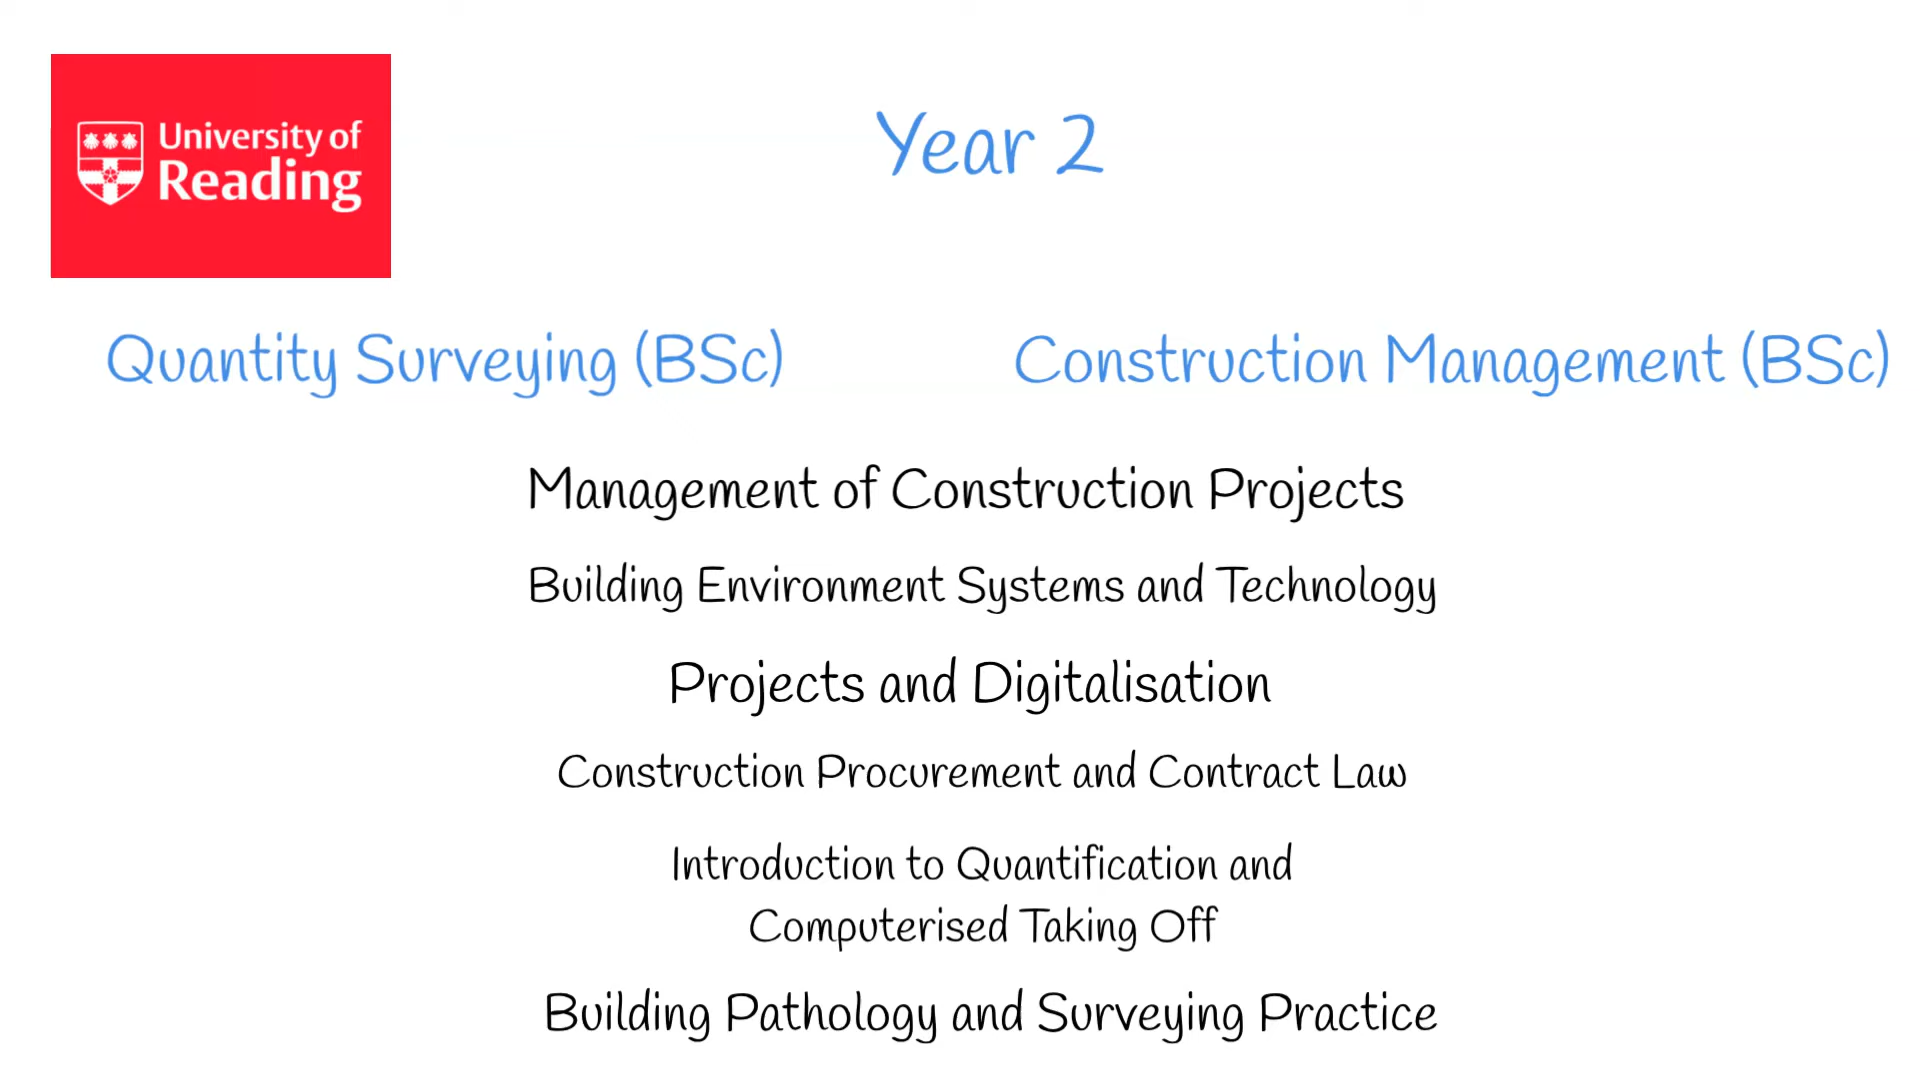 University of
Reading
Year 2
Quantity Surveying (BSc)
Construction Management (BSc)
Management of Construction Projects
Building Environment Systems and Technology
Projects and Digitalisation
Construction Procurement and Contract Law
Introduction to Quantification and
Computerised Taking Off
Building Pathology and Surveying Practice